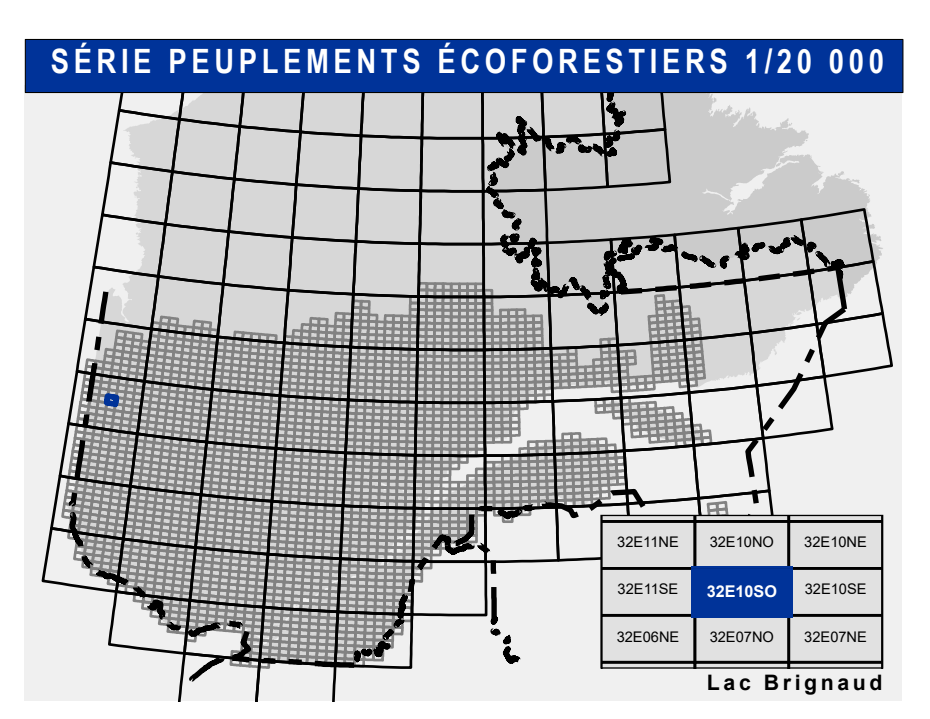 SÉRIE PEUPLEMENTS ÉCOFORESTIERS 1/20 000
32E11NE 32E10NO 32E10NE
32E11SE 32E10SO 32E10SE
32E06NE 32E07NO 32E07NE
Lac Brignaud